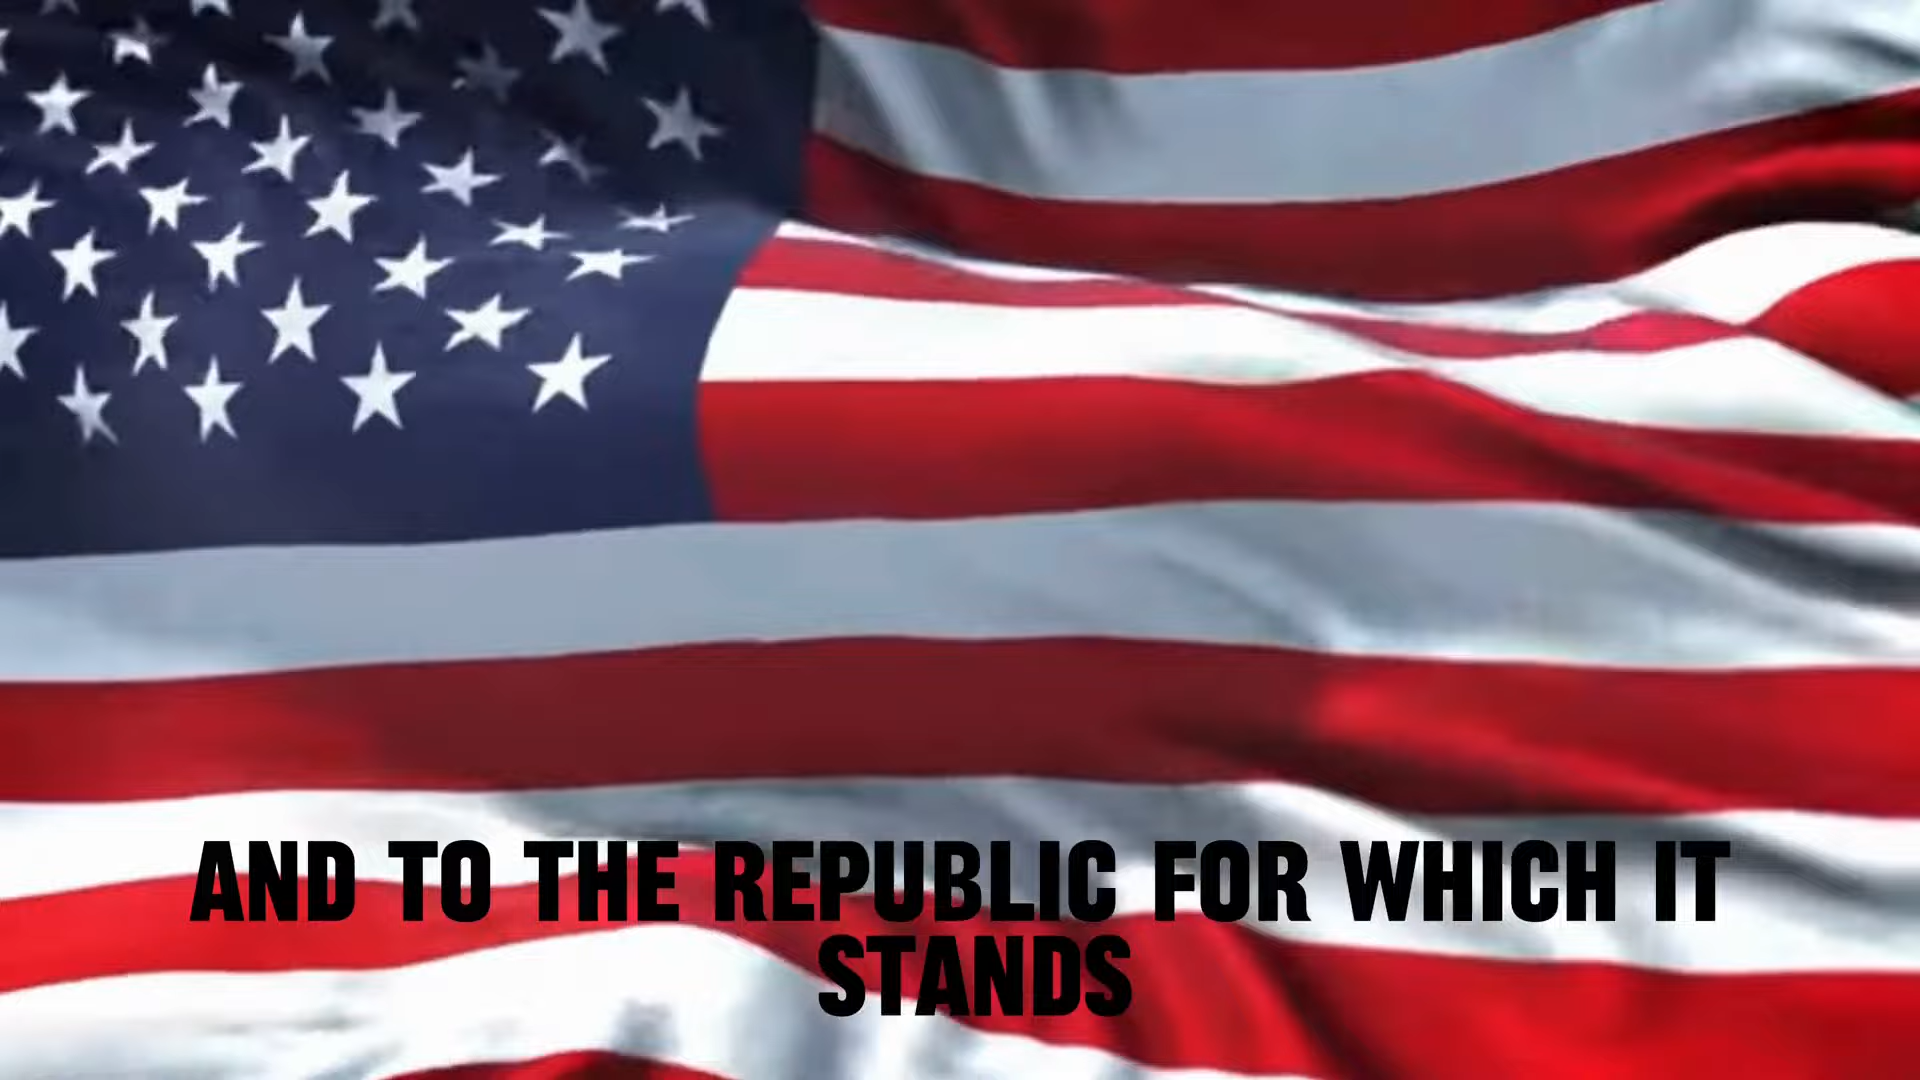 AND TO THE REPUBLIC FOR WHICH IT
STANDS